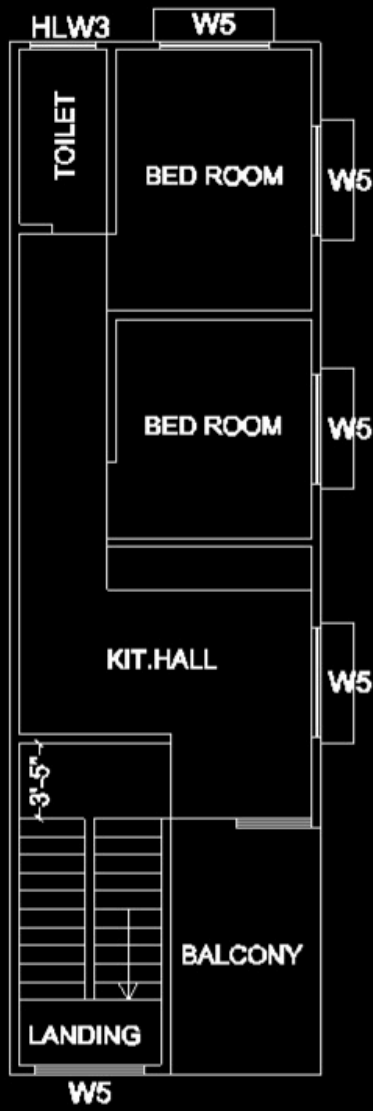 HLW3
W5
TOILET
BED ROOM
W5
BED ROOM
W5
KIT.HALL
W5
3'-5"
BALCONY
LANDING
W5